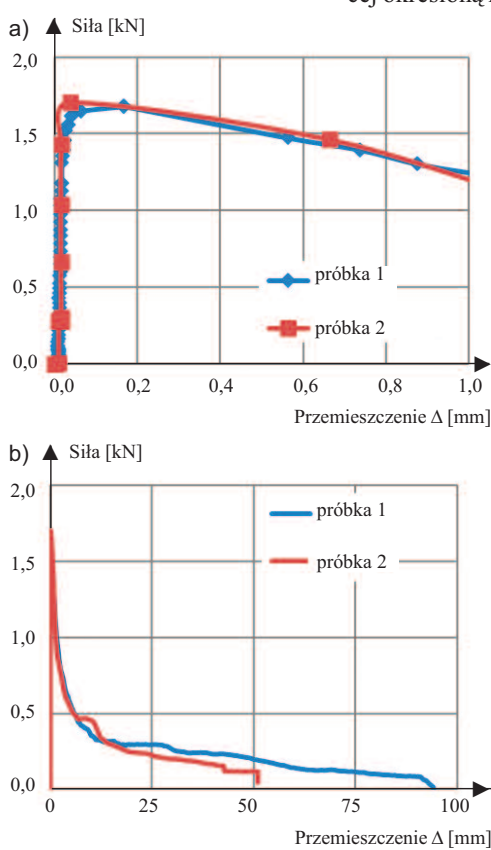 a)
Siła [kN]
2,0
1,5
1,0
0,5
0,0
próbka 1
próbka 2
0,0 0,2 0,4 0,6 0,8 1,0
Przemieszczenie Δ [mm]
b)
Siła [kN]
2,0
1,5
1,0
0,5
0,0
próbka 1
próbka 2
0 25 50 75 100
Przemieszczenie Δ [mm]